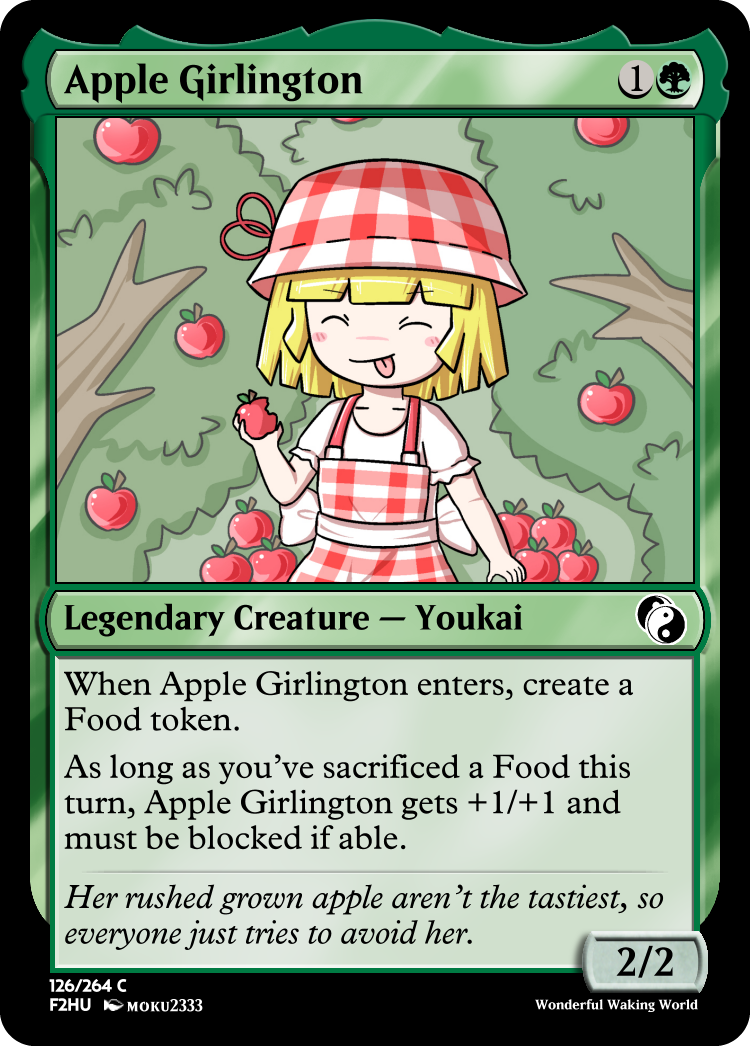 Apple Girlington
1
Legendary Creature — Youkai
When Apple Girlington enters, create a
Food token.
As long as you've sacrificed a Food this
turn, Apple Girlington gets +1/+1 and
must be blocked if able.
Her rushed grown apple aren't the tastiest, so
everyone just tries to avoid her.
2/2
126/264 C
F2HU MOKU2333
Wonderful Waking World